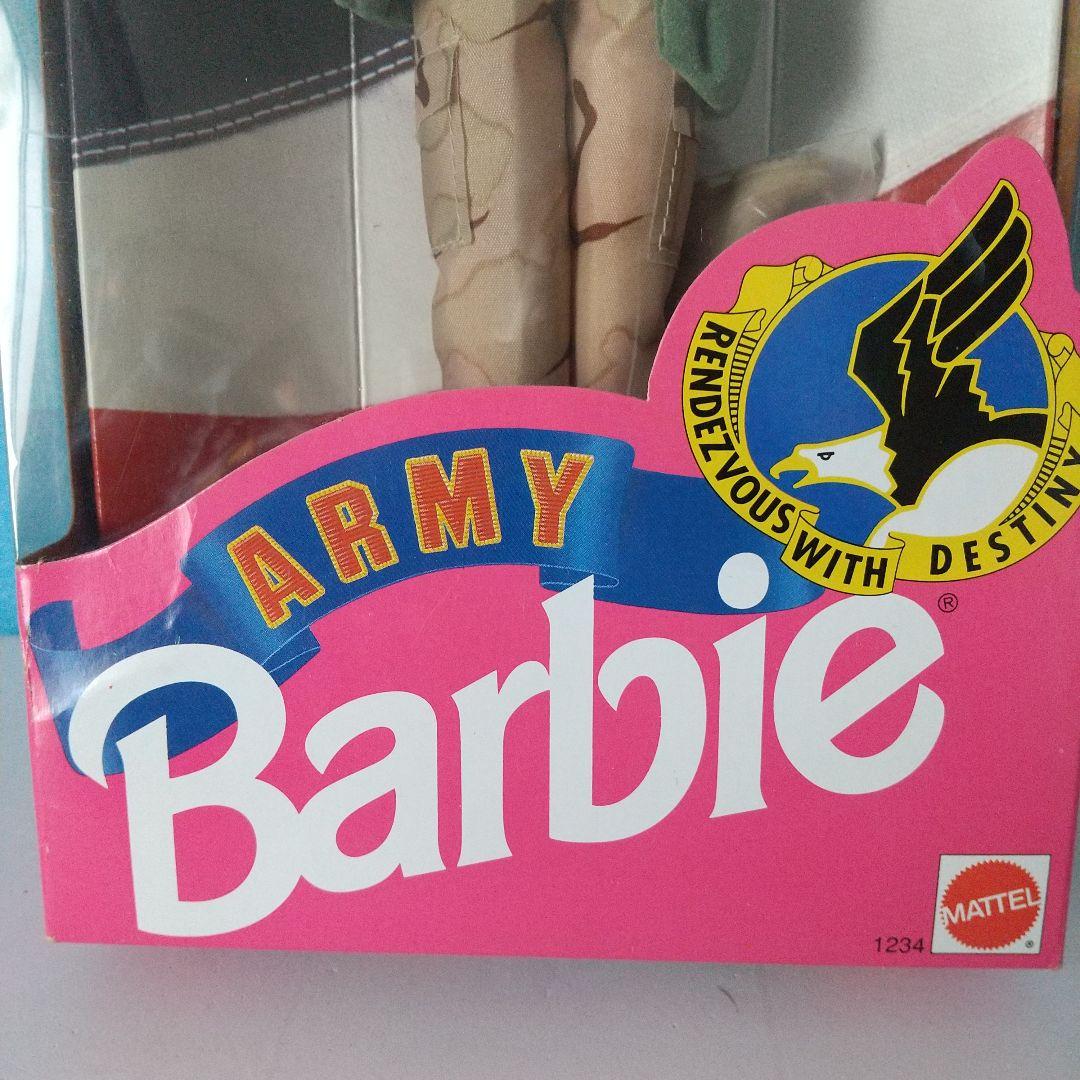 RENDEZVOUS WITH DESTINY
ARMY
Barbie®
1234
MATTEL®